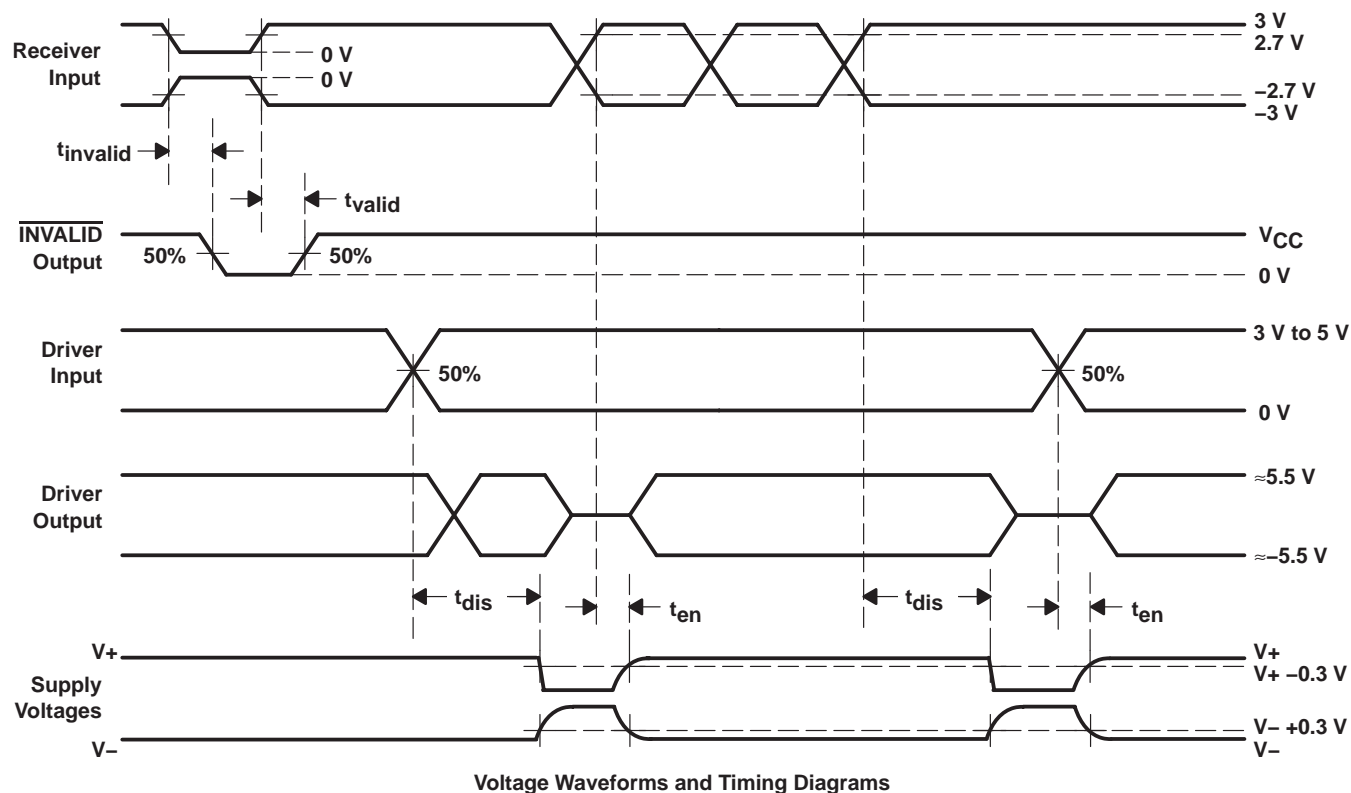 Receiver
Input
3 V
2.7 V
0 V
0 V
−2.7 V
−3 V
tinvalid
tvalid
INVALID
Output
50%
50%
VCC
0 V
Driver
Input
50%
50%
3 V to 5 V
0 V
Driver
Output
≈5.5 V
≈−5.5 V
tdis
ten
tdis
ten
V+
Supply
Voltages
V−
V+
V+ −0.3 V
V− +0.3 V
V−
Voltage Waveforms and Timing Diagrams